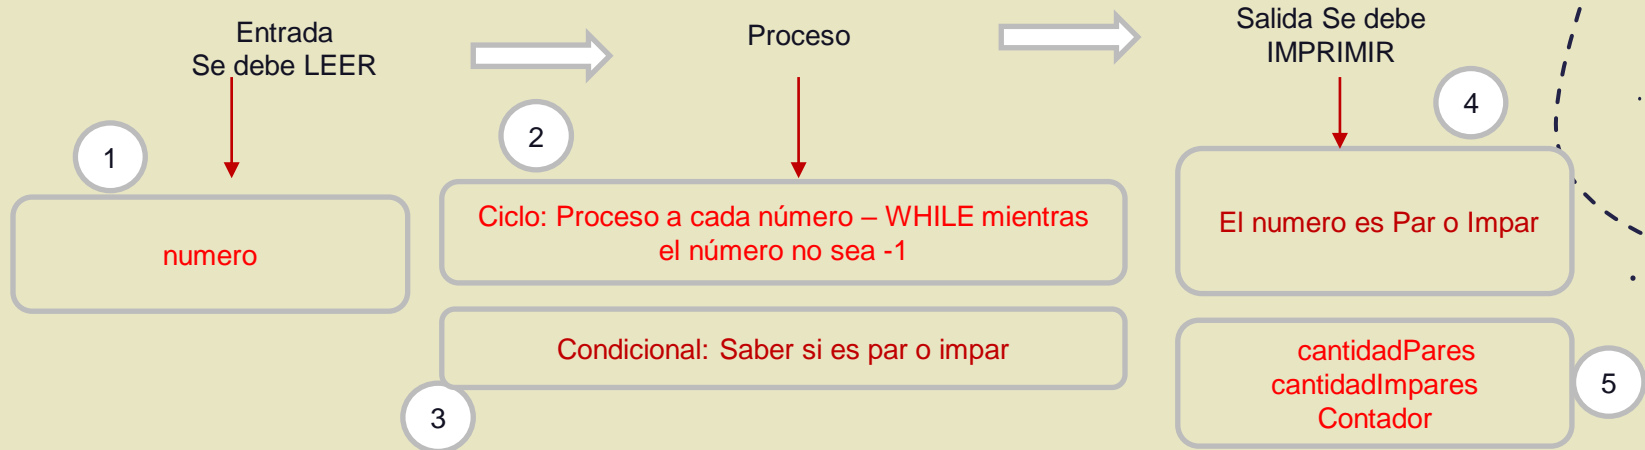 Entrada
Se debe LEER
Proceso
Salida Se debe
IMPRIMIR
1
numero
2
Ciclo: Proceso a cada número – WHILE mientras
el número no sea -1
Condicional: Saber si es par o impar
3
4
El numero es Par o Impar
cantidadPares
cantidadImpares
Contador
5